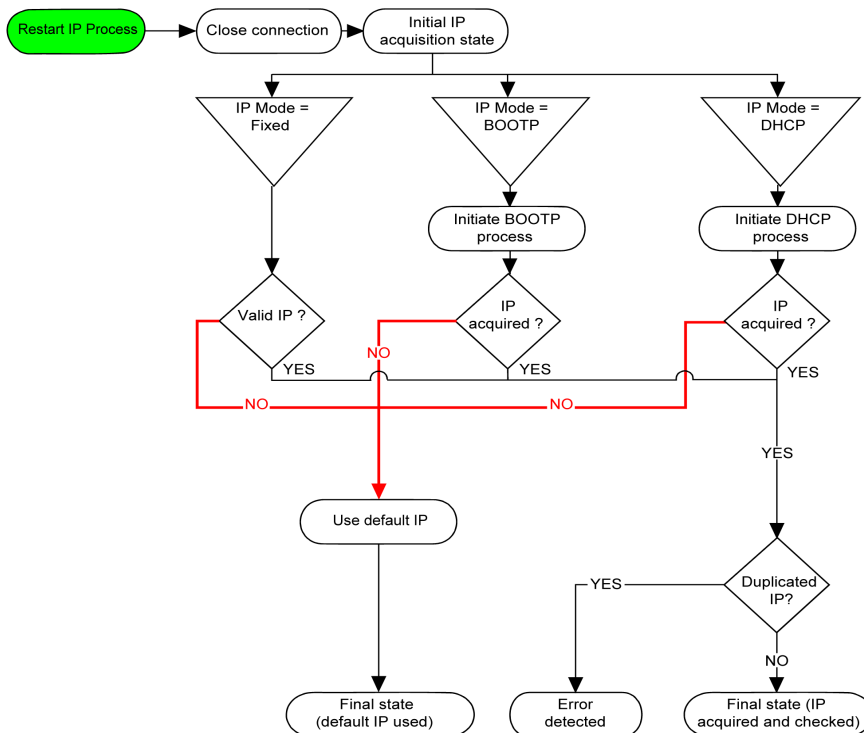 Restart IP Process
Close connection
Initial IP
acquisition state
IP Mode =
Fixed
IP Mode =
BOOTP
IP Mode =
DHCP
Initiate BOOTP
process
Initiate DHCP
process
Valid IP ?
IP
acquired ?
IP
acquired ?
NO
YES
YES
YES
NO
NO
YES
Use default IP
Duplicated
IP?
YES
NO
Final state
(default IP used)
Error
detected
Final state (IP
acquired and checked)